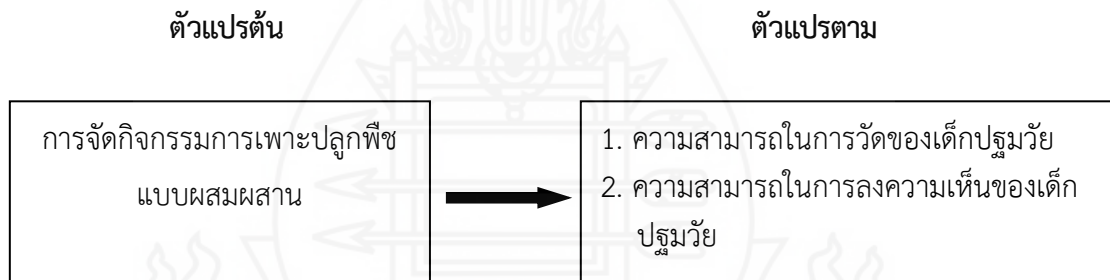 ตัวแปรต้น
ตัวแปรตาม
การจัดกิจกรรมการเพาะปลูกพืช
แบบผสมผสาน
1. ความสามารถในการวัดของเด็กปฐมวัย
2. ความสามารถในการลงความเห็นของเด็ก
ปฐมวัย